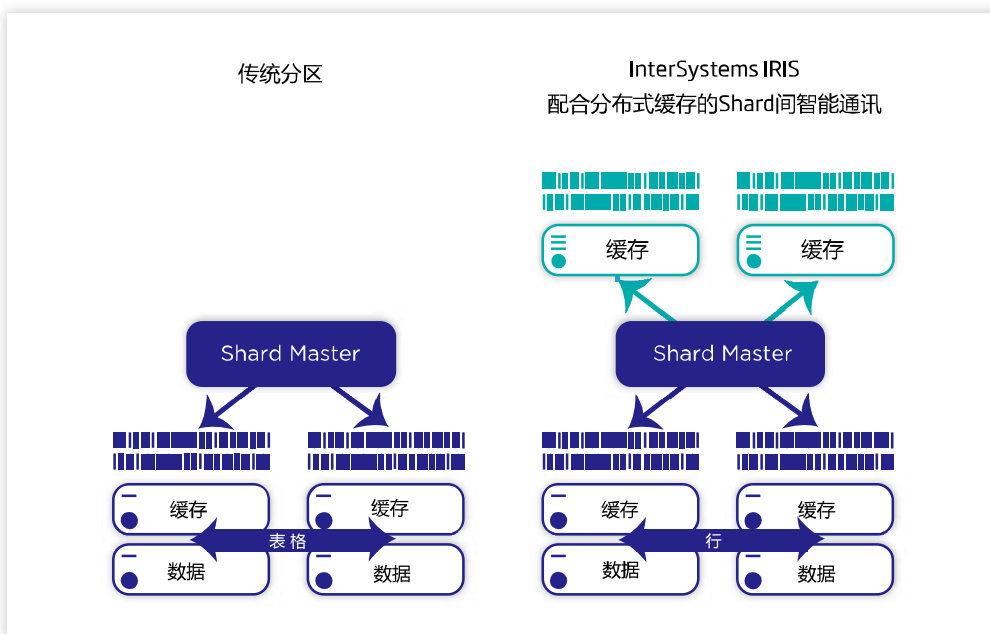 传统分区
InterSystems IRIS
配合分布式缓存的Shard间智能通讯
缓存
缓存
Shard Master
Shard Master
缓存
缓存
缓存
缓存
表格
行
数据
数据
数据
数据